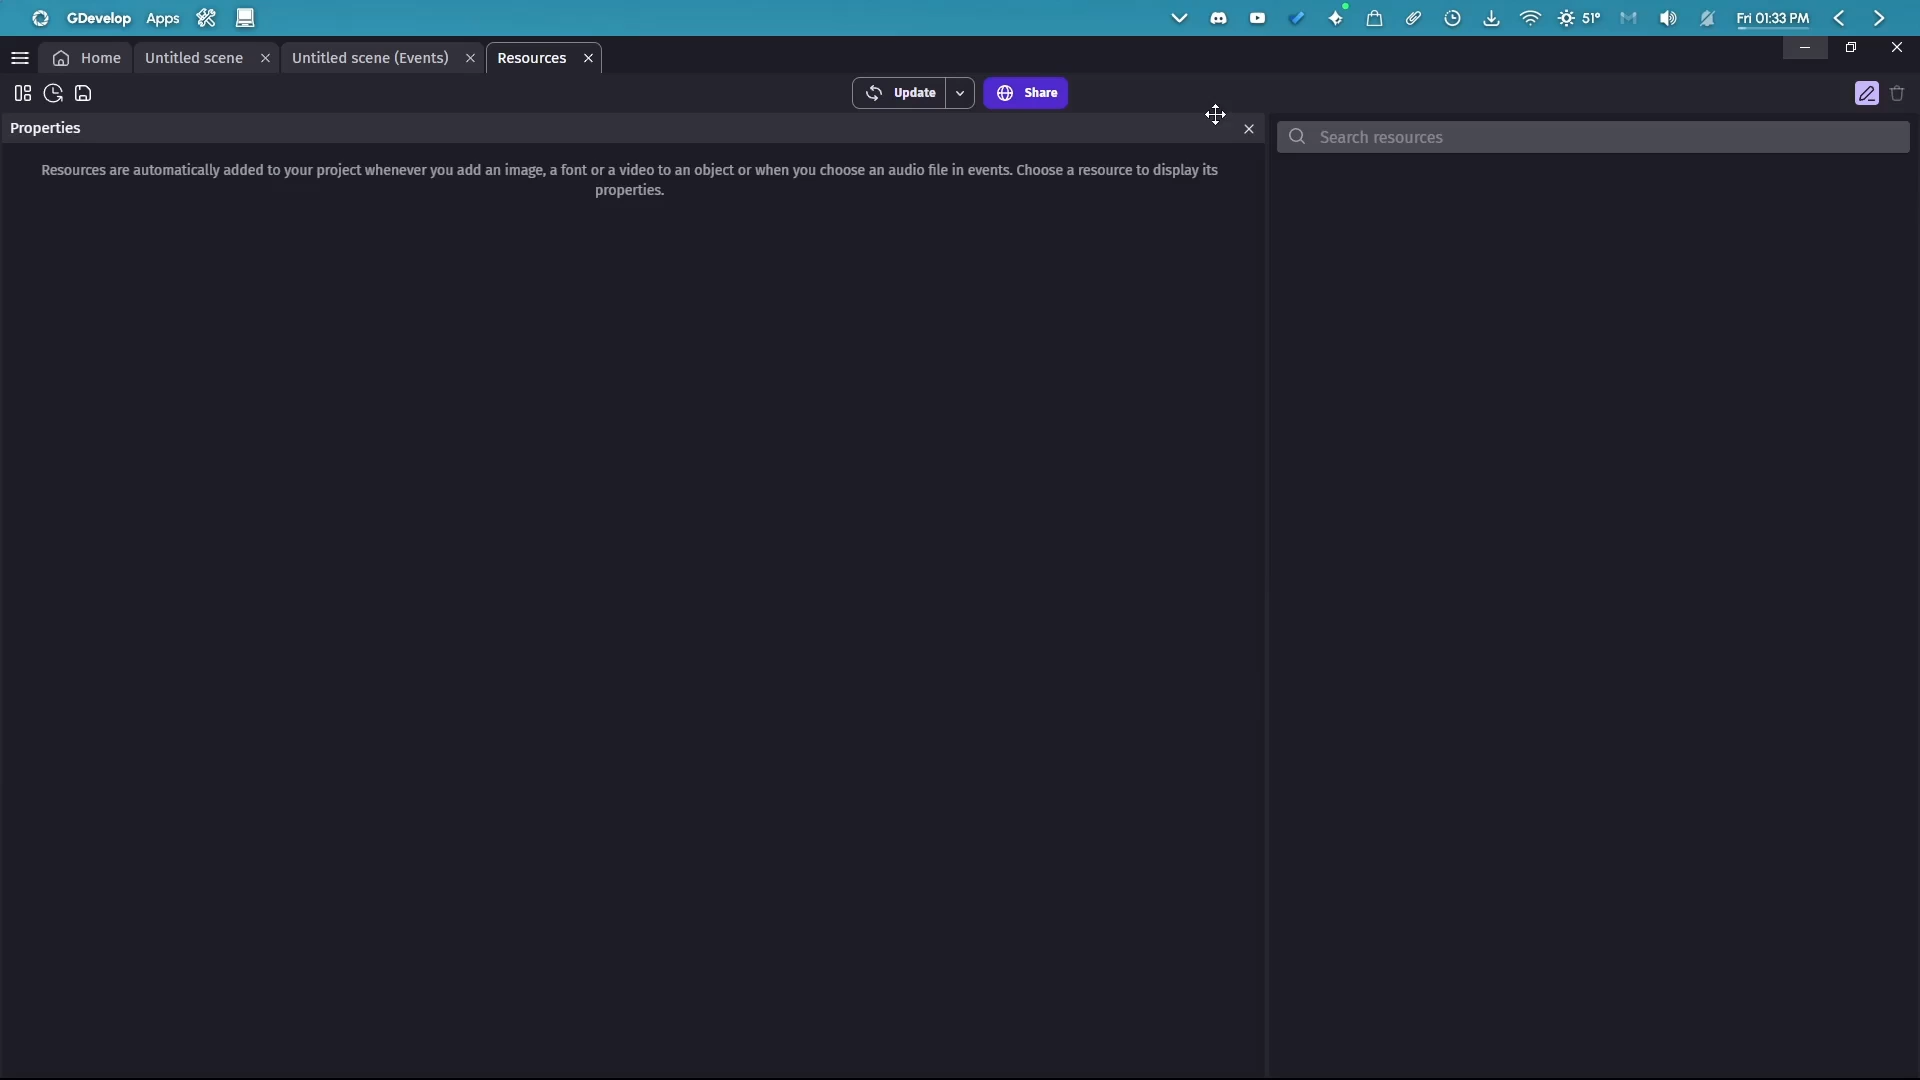 GDevelop Apps 51° Fri 01:33 PM
Home Untitled scene Untitled scene (Events) Resources
Update Share
Properties
Search resources
Resources are automatically added to your project whenever you add an image, a font or a video to an object or when you choose an audio file in events. Choose a resource to display its
properties.